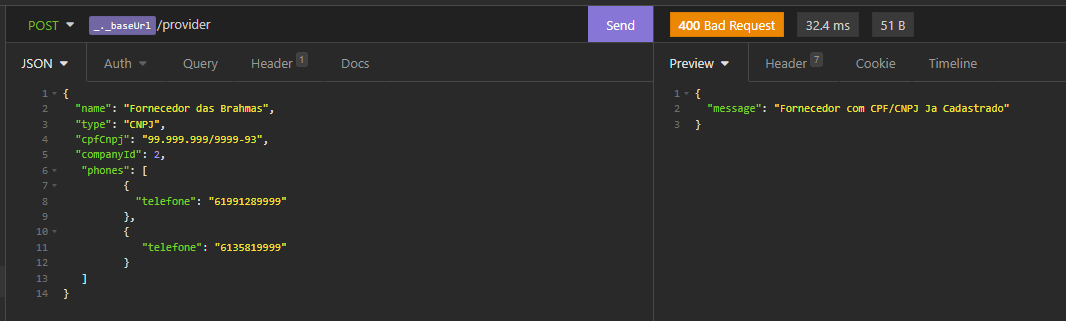 POST _._baseUrl /provider Send 400 Bad Request 32.4 ms 51 B
JSON Auth Query Header 1 Docs Preview Header 7 Cookie Timeline
1 {
2 "name": "Fornecedor das Brahmas",
3 "type": "CNPJ",
4 "cpfCnpj": "99.999.999/9999-93",
5 "companyId": 2,
6 "phones": [
7 {
8 "telefone": "61991289999"
9 },
10 {
11 "telefone": "6135819999"
12 }
13 ]
14 }
1 {
2 "message": "Fornecedor com CPF/CNPJ Ja Cadastrado"
3 }